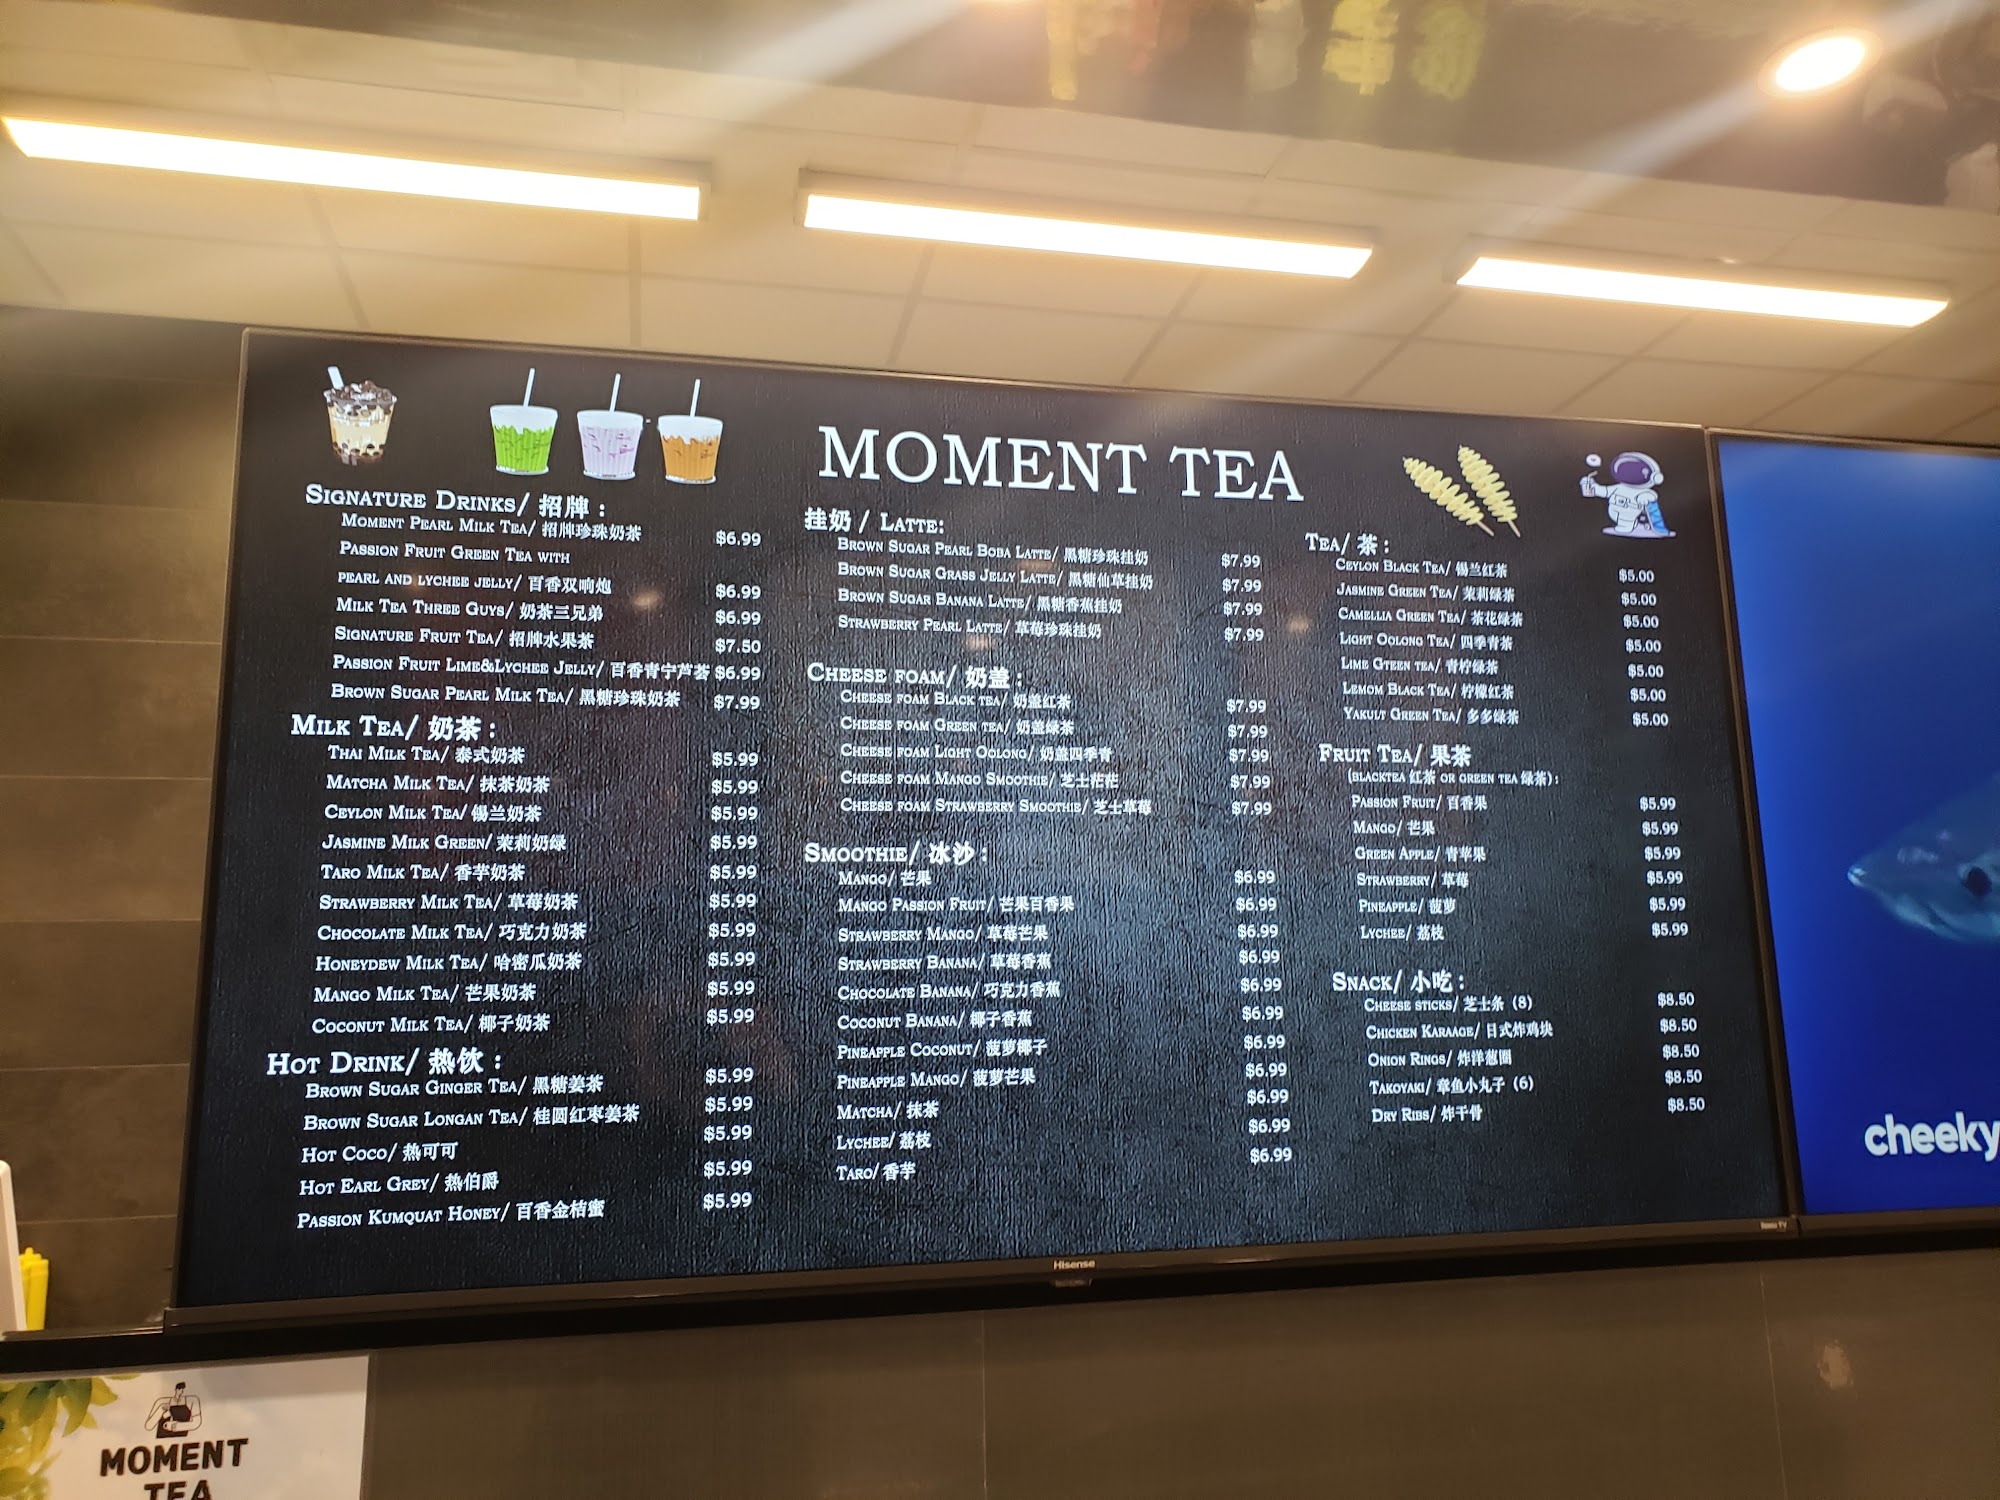 MOMENT TEA
SIGNATURE DRINKS/ 招牌 :
MOMENT PEARL MILK TEA/ 招牌珍珠奶茶 $6.99
PASSION FRUIT GREEN TEA WITH
PEARL AND LYCHEE JELLY/ 百香双响炮 $6.99
MILK TEA THREE GUYS/ 奶茶三兄弟 $6.99
SIGNATURE FRUIT TEA/ 招牌水果茶 $7.50
PASSION FRUIT LIME&LYCHEE JELLY/ 百香青宁芦荟 $6.99
BROWN SUGAR PEARL MILK TEA/ 黑糖珍珠奶茶 $7.99
MILK TEA/ 奶茶 :
THAI MILK TEA/ 泰式奶茶 $5.99
MATCHA MILK TEA/ 抹茶奶茶 $5.99
CEYLON MILK TEA/ 锡兰奶茶 $5.99
JASMINE MILK GREEN/ 茉莉奶绿 $5.99
TARO MILK TEA/ 香芋奶茶 $5.99
STRAWBERRY MILK TEA/ 草莓奶茶 $5.99
CHOCOLATE MILK TEA/ 巧克力奶茶 $5.99
HONEYDEW MILK TEA/ 哈密瓜奶茶 $5.99
MANGO MILK TEA/ 芒果奶茶 $5.99
COCONUT MILK TEA/ 椰子奶茶 $5.99
HOT DRINK/ 热饮 :
BROWN SUGAR GINGER TEA/ 黑糖姜茶 $5.99
BROWN SUGAR LONGAN TEA/ 桂圆红枣姜茶 $5.99
HOT COCO/ 热可可 $5.99
HOT EARL GREY/ 热伯爵 $5.99
PASSION KUMQUAT HONEY/ 百香金桔蜜 $5.99
挂奶 / LATTE:
BROWN SUGAR PEARL BOBA LATTE/ 黑糖珍珠挂奶 $7.99
BROWN SUGAR GRASS JELLY LATTE/ 黑糖仙草挂奶 $7.99
BROWN SUGAR BANANA LATTE/ 黑糖香蕉挂奶 $7.99
STRAWBERRY PEARL LATTE/ 草莓珍珠挂奶 $7.99
CHEESE FOAM/ 奶盖 :
CHEESE FOAM BLACK TEA/ 奶盖红茶 $7.99
CHEESE FOAM GREEN TEA/ 奶盖绿茶 $7.99
CHEESE FOAM LIGHT OOLONG/ 奶盖四季青 $7.99
CHEESE FOAM MANGO SMOOTHIE/ 芝士茫茫 $7.99
CHEESE FOAM STRAWBERRY SMOOTHIE/ 芝士草莓 $7.99
SMOOTHIE/ 冰沙 :
MANGO/ 芒果 $6.99
MANGO PASSION FRUIT/ 芒果百香果 $6.99
STRAWBERRY MANGO/ 草莓芒果 $6.99
STRAWBERRY BANANA/ 草莓香蕉 $6.99
CHOCOLATE BANANA/ 巧克力香蕉 $6.99
COCONUT BANANA/ 椰子香蕉 $6.99
PINEAPPLE COCONUT/ 菠萝椰子 $6.99
PINEAPPLE MANGO/ 菠萝芒果 $6.99
MATCHA/ 抹茶 $6.99
LYCHEE/ 荔枝 $6.99
TARO/ 香芋 $6.99
TEA/ 茶 :
CEYLON BLACK TEA/ 锡兰红茶 $5.00
JASMINE GREEN TEA/ 茉莉绿茶 $5.00
CAMELLIA GREEN TEA/ 茶花绿茶 $5.00
LIGHT OOLONG TEA/ 四季青茶 $5.00
LIME GTEEN TEA/ 青柠绿茶 $5.00
LEMOM BLACK TEA/ 柠檬红茶 $5.00
YAKULT GREEN TEA/ 多多绿茶 $5.00
FRUIT TEA/ 果茶
(BLACKTEA 红茶 OR GREEN TEA 绿茶) :
PASSION FRUIT/ 百香果 $5.99
MANGO/ 芒果 $5.99
GREEN APPLE/ 青苹果 $5.99
STRAWBERRY/ 草莓 $5.99
PINEAPPLE/ 菠萝 $5.99
LYCHEE/ 荔枝 $5.99
SNACK/ 小吃 :
CHEESE STICKS/ 芝士条 (8) $8.50
CHICKEN KARAAGE/ 日式炸鸡块 $8.50
ONION RINGS/ 炸洋葱圈 $8.50
TAKOYAKI/ 章鱼小丸子 (6) $8.50
DRY RIBS/ 炸干骨 $8.50
cheeky
Hisense
Roku TV
MOMENT
TEA